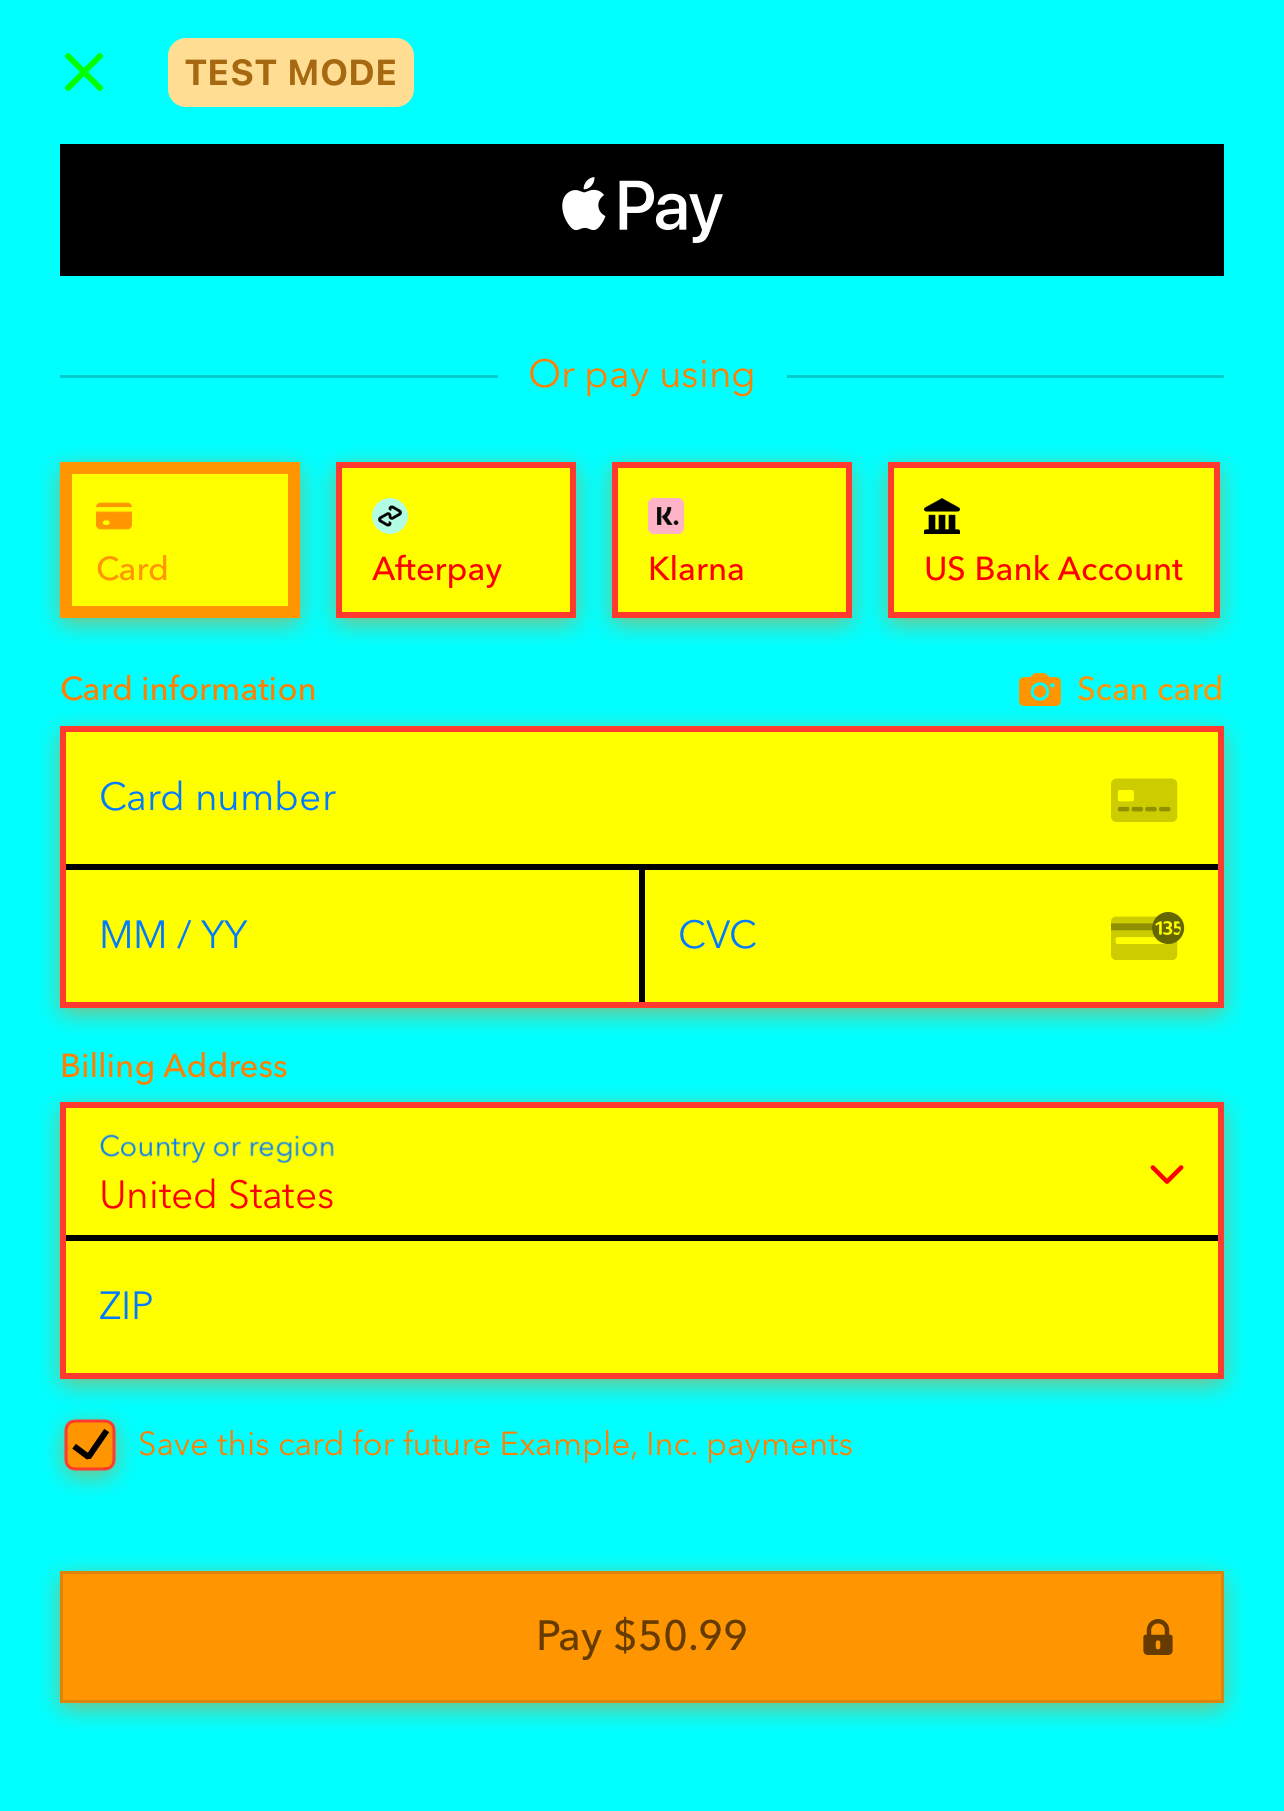 TEST MODE
Pay
Or pay using
Card
Afterpay
K.
Klarna
US Bank Account
Card information
Scan card
Card number
MM / YY
CVC
135
Billing Address
Country or region
United States
ZIP
Save this card for future Example, Inc. payments
Pay $50.99